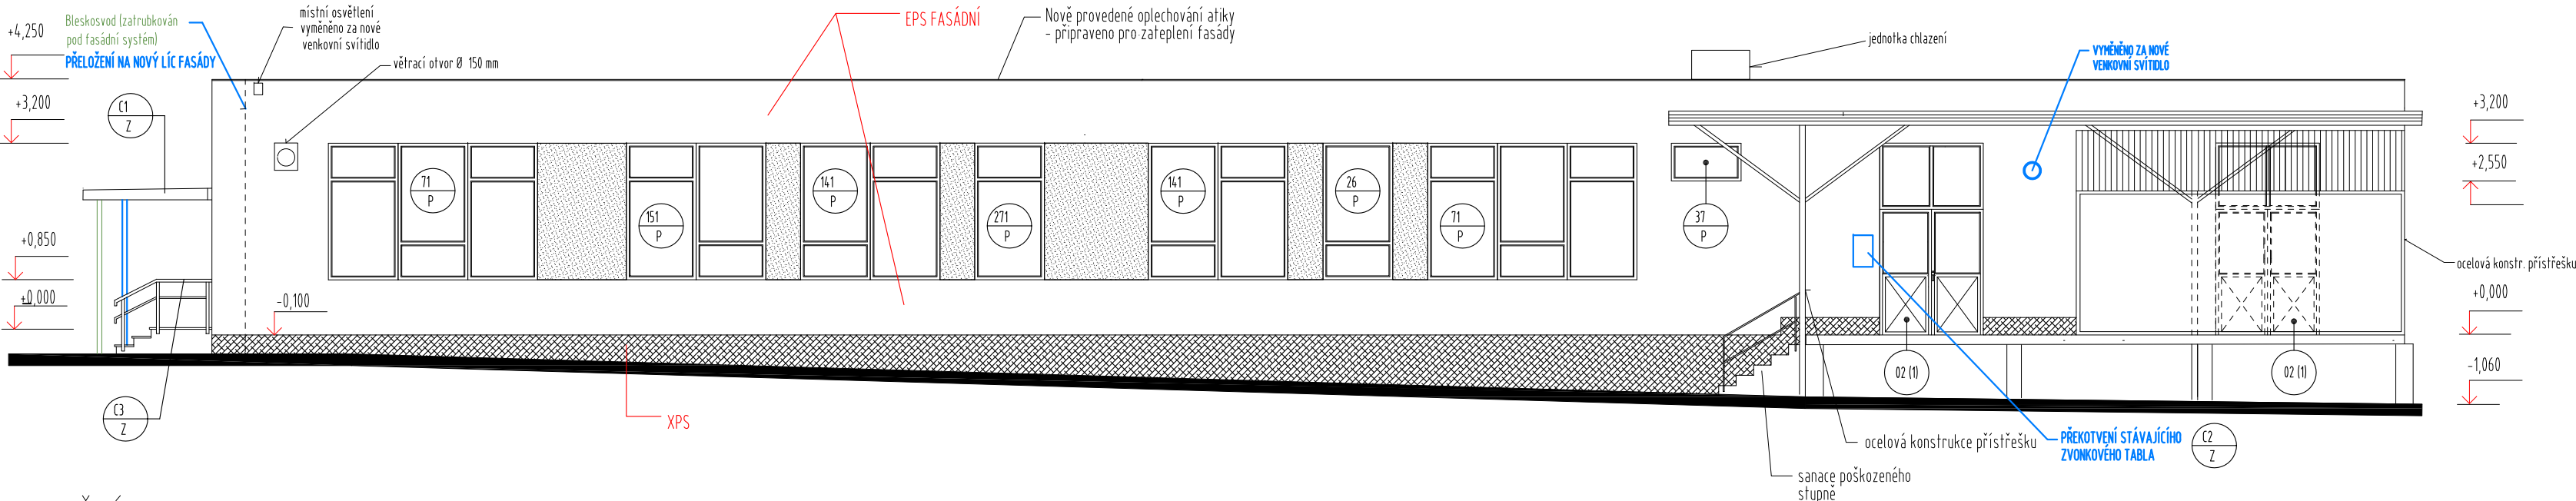 Bleskosvod (zatrubkován
pod fasádní systém)
PŘELOŽENÍ NA NOVÝ LÍC FASÁDY
místní osvětlení
vyměněno za nové
venkovní svítidlo
větrací otvor Ø 150 mm
EPS FASÁDNÍ
Nově provedené oplechování atiky
- připraveno pro zateplení fasády
jednotka chlazení
VYMĚNĚNO ZA NOVÉ
VENKOVNÍ SVÍTIDLO
+4,250
+3,200
+0,850
+0,000
C1
Z
C3
Z
-0,100
71
P
151
P
141
P
271
P
141
P
26
P
71
P
37
P
02 (1)
02 (1)
+3,200
+2,550
ocelová konstr. přístřešku
+0,000
-1,060
XPS
ocelová konstrukce přístřešku
sanace poškozeného
stupně
PŘEKOTVENÍ STÁVAJÍCÍHO
ZVONKOVÉHO TABLA
C2
Z